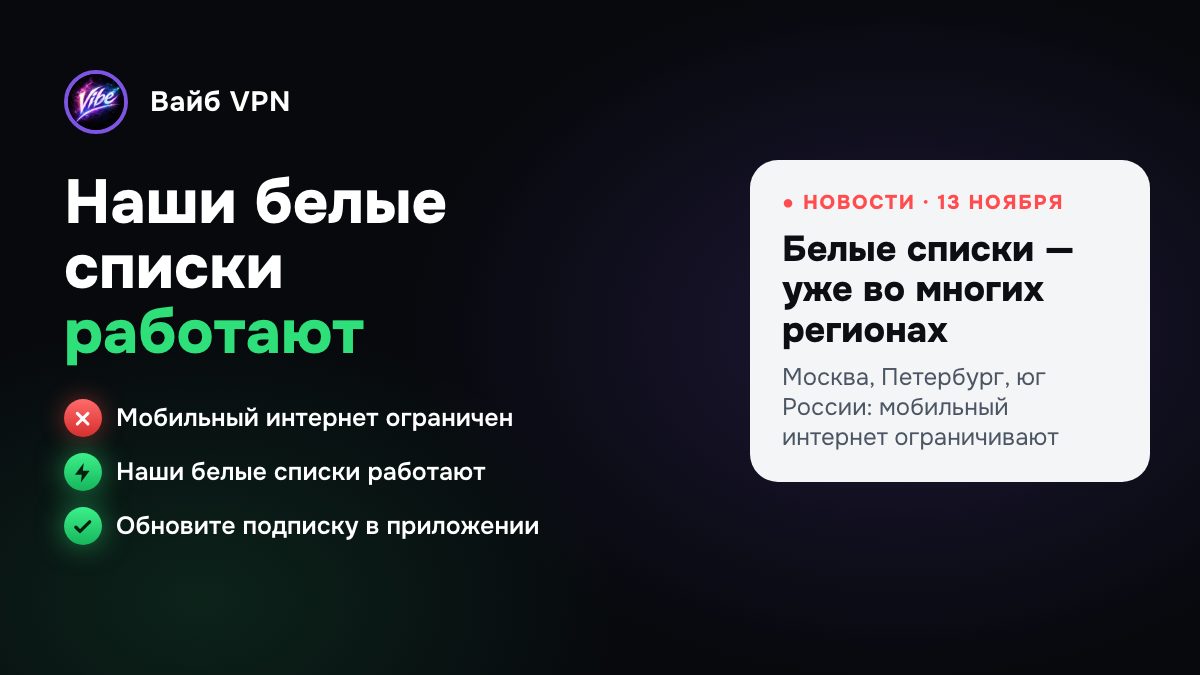 Vibe
Вайб VPN
Наши белые
списки
работают
Мобильный интернет ограничен
Наши белые списки работают
Обновите подписку в приложении
• НОВОСТИ · 13 НОЯБРЯ
Белые списки —
уже во многих
регионах
Москва, Петербург, юг
России: мобильный
интернет ограничивают